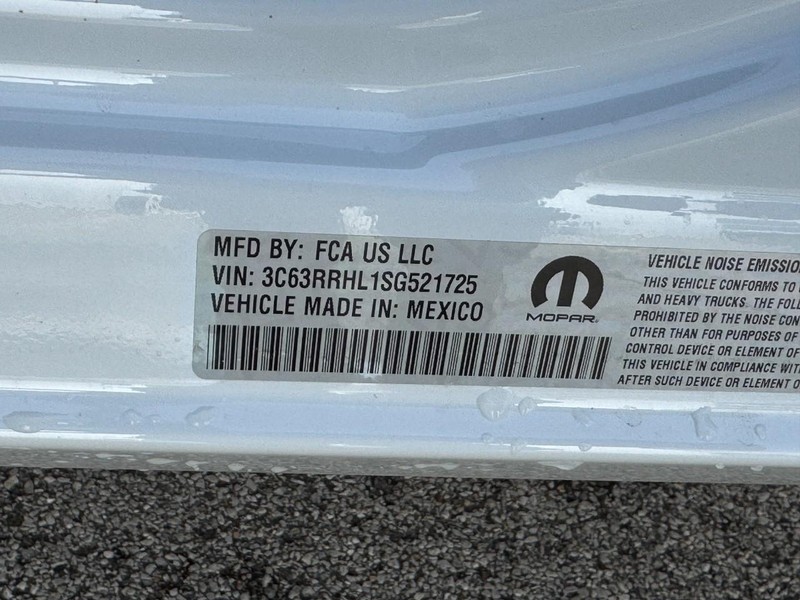 MFD BY: FCA US LLC
VIN: 3C63RRHL1SG521725
VEHICLE MADE IN: MEXICO
MOPAR
VEHICLE NOISE EMISSIO
THIS VEHICLE CONFORMS TO
AND HEAVY TRUCKS. THE FOLL
PROHIBITED BY THE NOISE CON
OTHER THAN FOR PURPOSES OF
CONTROL DEVICE OR ELEMENT OF
THIS VEHICLE IN COMPLIANCE WIT
AFTER SUCH DEVICE OR ELEMENT O